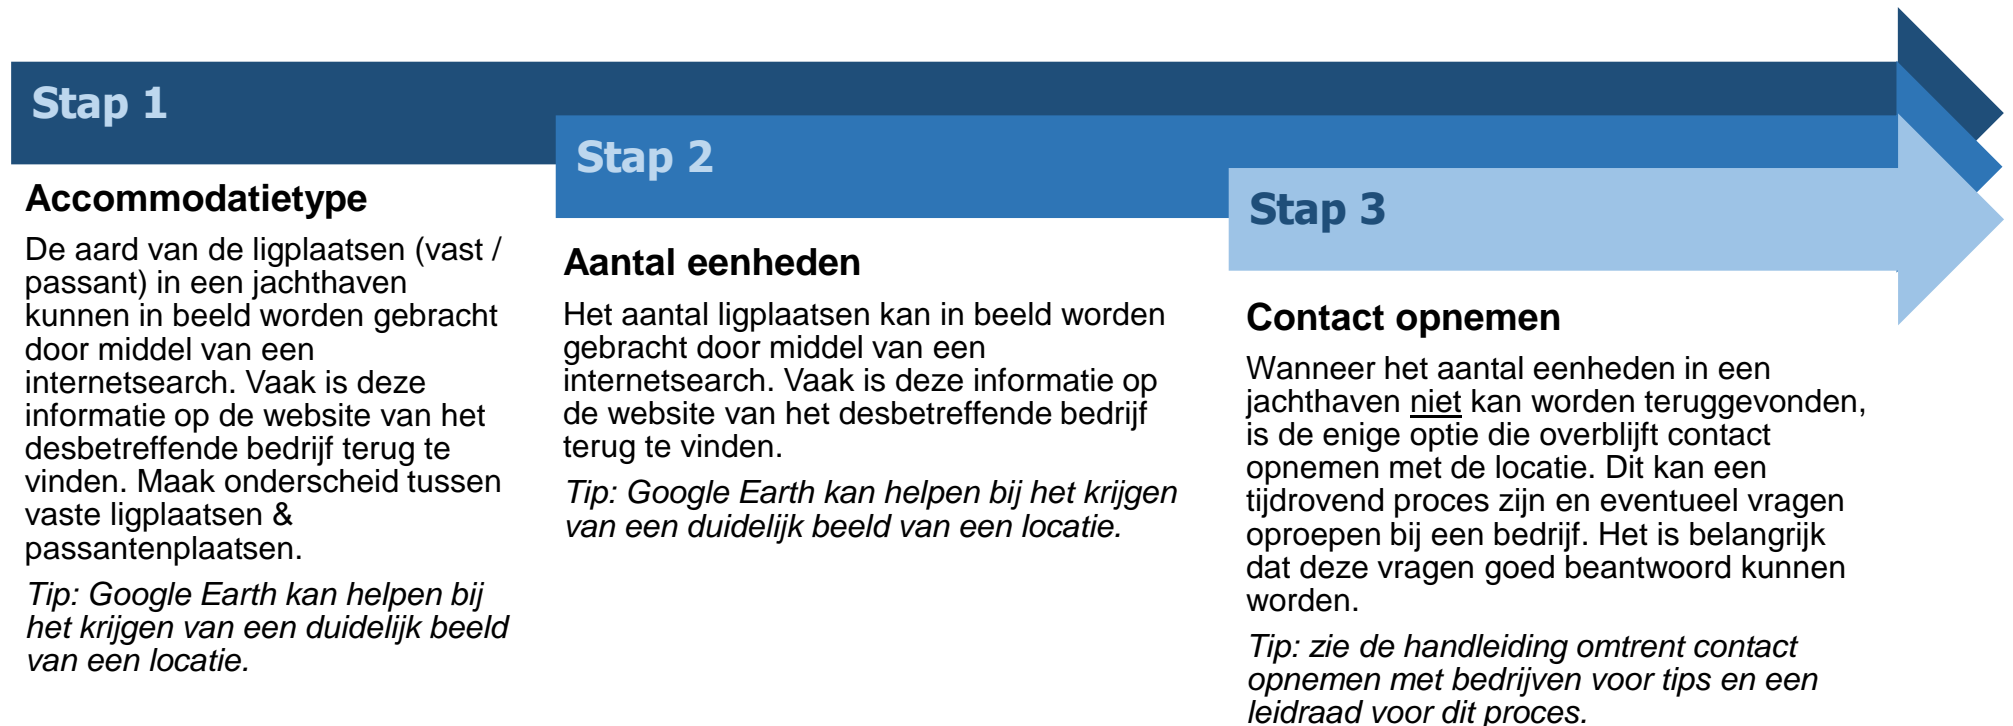 Stap 1
Accommodatietype
De aard van de ligplaatsen (vast /
passant) in een jachthaven
kunnen in beeld worden gebracht
door middel van een
internetsearch. Vaak is deze
informatie op de website van het
desbetreffende bedrijf terug te
vinden. Maak onderscheid tussen
vaste ligplaatsen &
passantenplaatsen.
Tip: Google Earth kan helpen bij
het krijgen van een duidelijk beeld
van een locatie.
Stap 2
Aantal eenheden
Het aantal ligplaatsen kan in beeld worden
gebracht door middel van een
internetsearch. Vaak is deze informatie op
de website van het desbetreffende bedrijf
terug te vinden.
Tip: Google Earth kan helpen bij het krijgen
van een duidelijk beeld van een locatie.
Stap 3
Contact opnemen
Wanneer het aantal eenheden in een
jachthaven niet kan worden teruggevonden,
is de enige optie die overblijft contact
opnemen met de locatie. Dit kan een
tijdrovend proces zijn en eventueel vragen
oproepen bij een bedrijf. Het is belangrijk
dat deze vragen goed beantwoord kunnen
worden.
Tip: zie de handleiding omtrent contact
opnemen met bedrijven voor tips en een
leidraad voor dit proces.